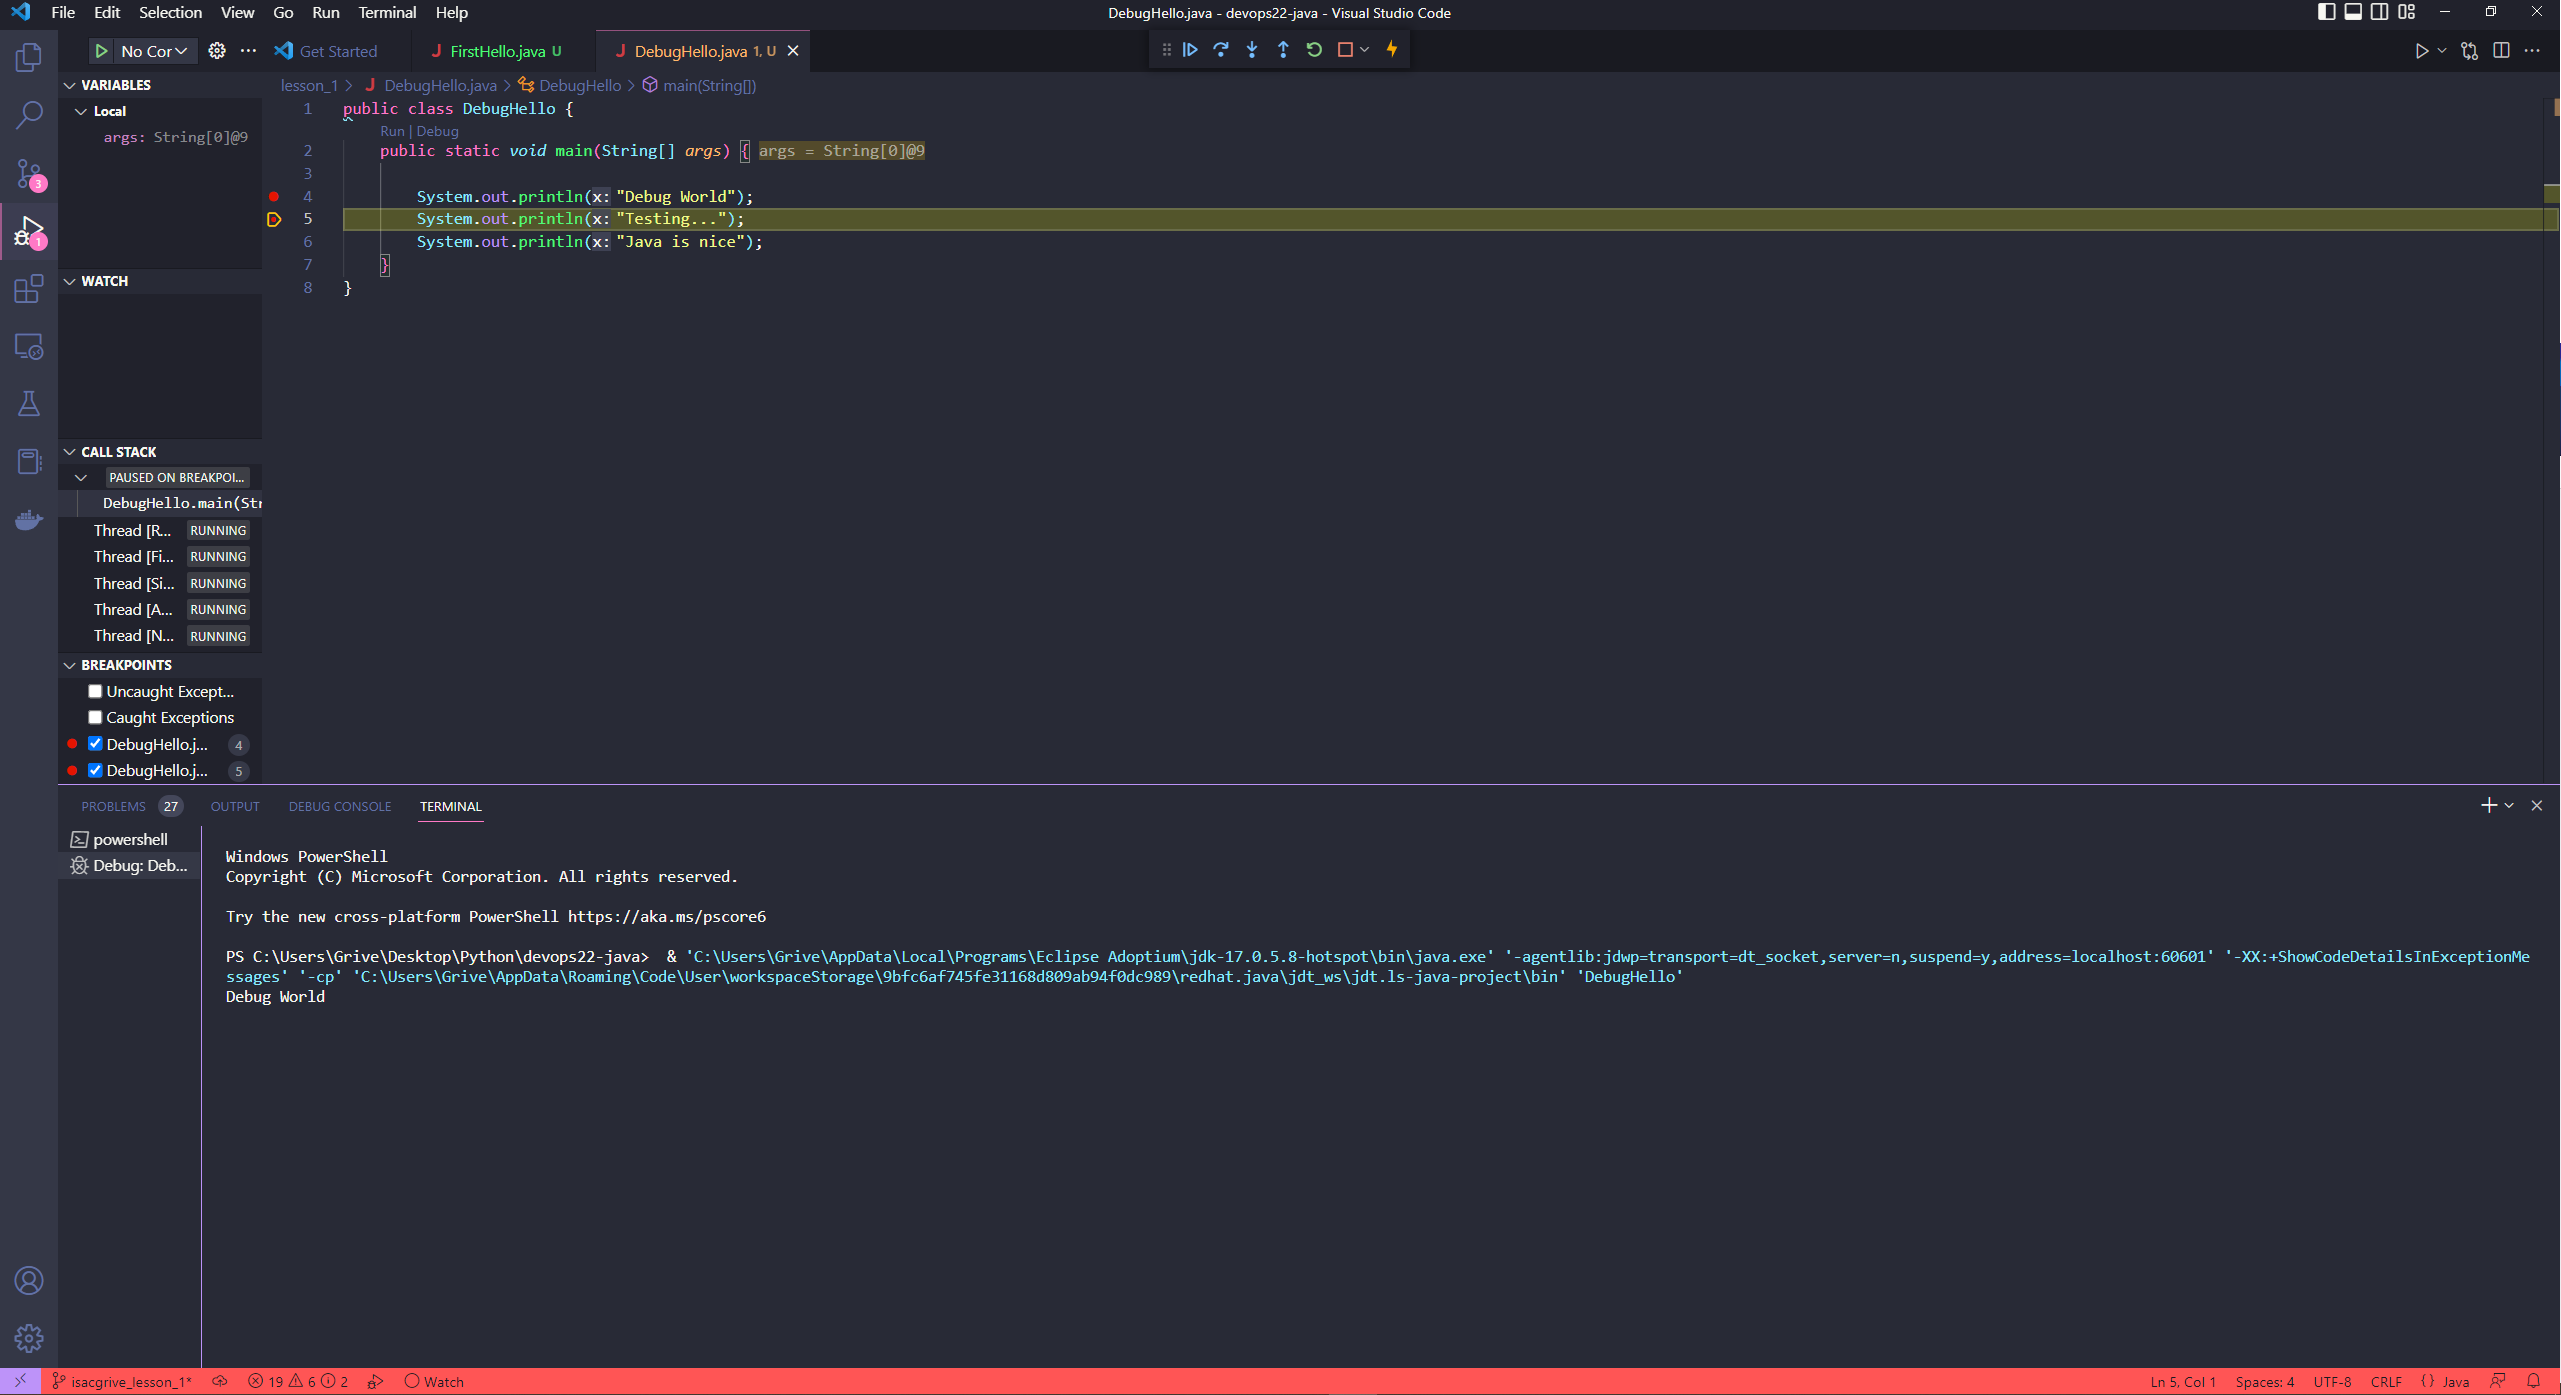 File Edit Selection View Go Run Terminal Help
DebugHello.java - devops22-java - Visual Studio Code
No Cor
Get Started
FirstHello.java U
DebugHello.java 1, U
VARIABLES
Local
args: String[0]@9
WATCH
CALL STACK
PAUSED ON BREAKPOI...
DebugHello.main(Str
Thread [R... RUNNING
Thread [Fi... RUNNING
Thread [Si... RUNNING
Thread [A... RUNNING
Thread [N... RUNNING
BREAKPOINTS
Uncaught Except...
Caught Exceptions
DebugHello.j... 4
DebugHello.j... 5
3
1
lesson_1 > J DebugHello.java > DebugHello > main(String[])
1 public class DebugHello {
Run | Debug
2 public static void main(String[] args) { args = String[0]@9
3
4 System.out.println(x: "Debug World");
5 System.out.println(x: "Testing...");
6 System.out.println(x: "Java is nice");
7 }
8 }
PROBLEMS 27 OUTPUT DEBUG CONSOLE TERMINAL
powershell
Debug: Deb...
Windows PowerShell
Copyright (C) Microsoft Corporation. All rights reserved.
Try the new cross-platform PowerShell https://aka.ms/pscore6
PS C:\Users\Grive\Desktop\Python\devops22-java>  & 'C:\Users\Grive\AppData\Local\Programs\Eclipse Adoptium\jdk-17.0.5.8-hotspot\bin\java.exe' '-agentlib:jdwp=transport=dt_socket,server=n,suspend=y,address=localhost:60601' '-XX:+ShowCodeDetailsInExceptionMe
ssages' '-cp' 'C:\Users\Grive\AppData\Roaming\Code\User\workspaceStorage\9bfc6af745fe31168d809ab94f0dc989\redhat.java\jdt_ws\jdt.ls-java-project\bin' 'DebugHello'
Debug World
isacgrive_lesson_1* 19 6 2 Watch
Ln 5, Col 1 Spaces: 4 UTF-8 CRLF {} Java